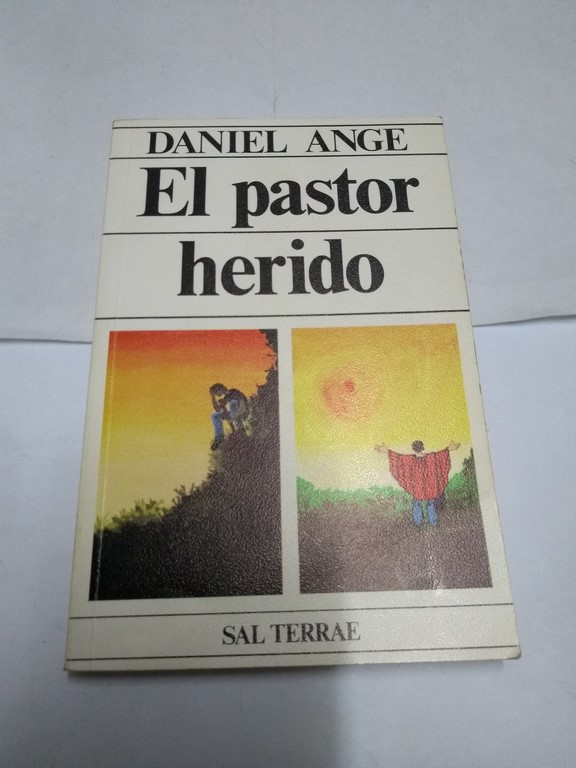 DANIEL ANGE
El pastor
herido
SAL TERRAE